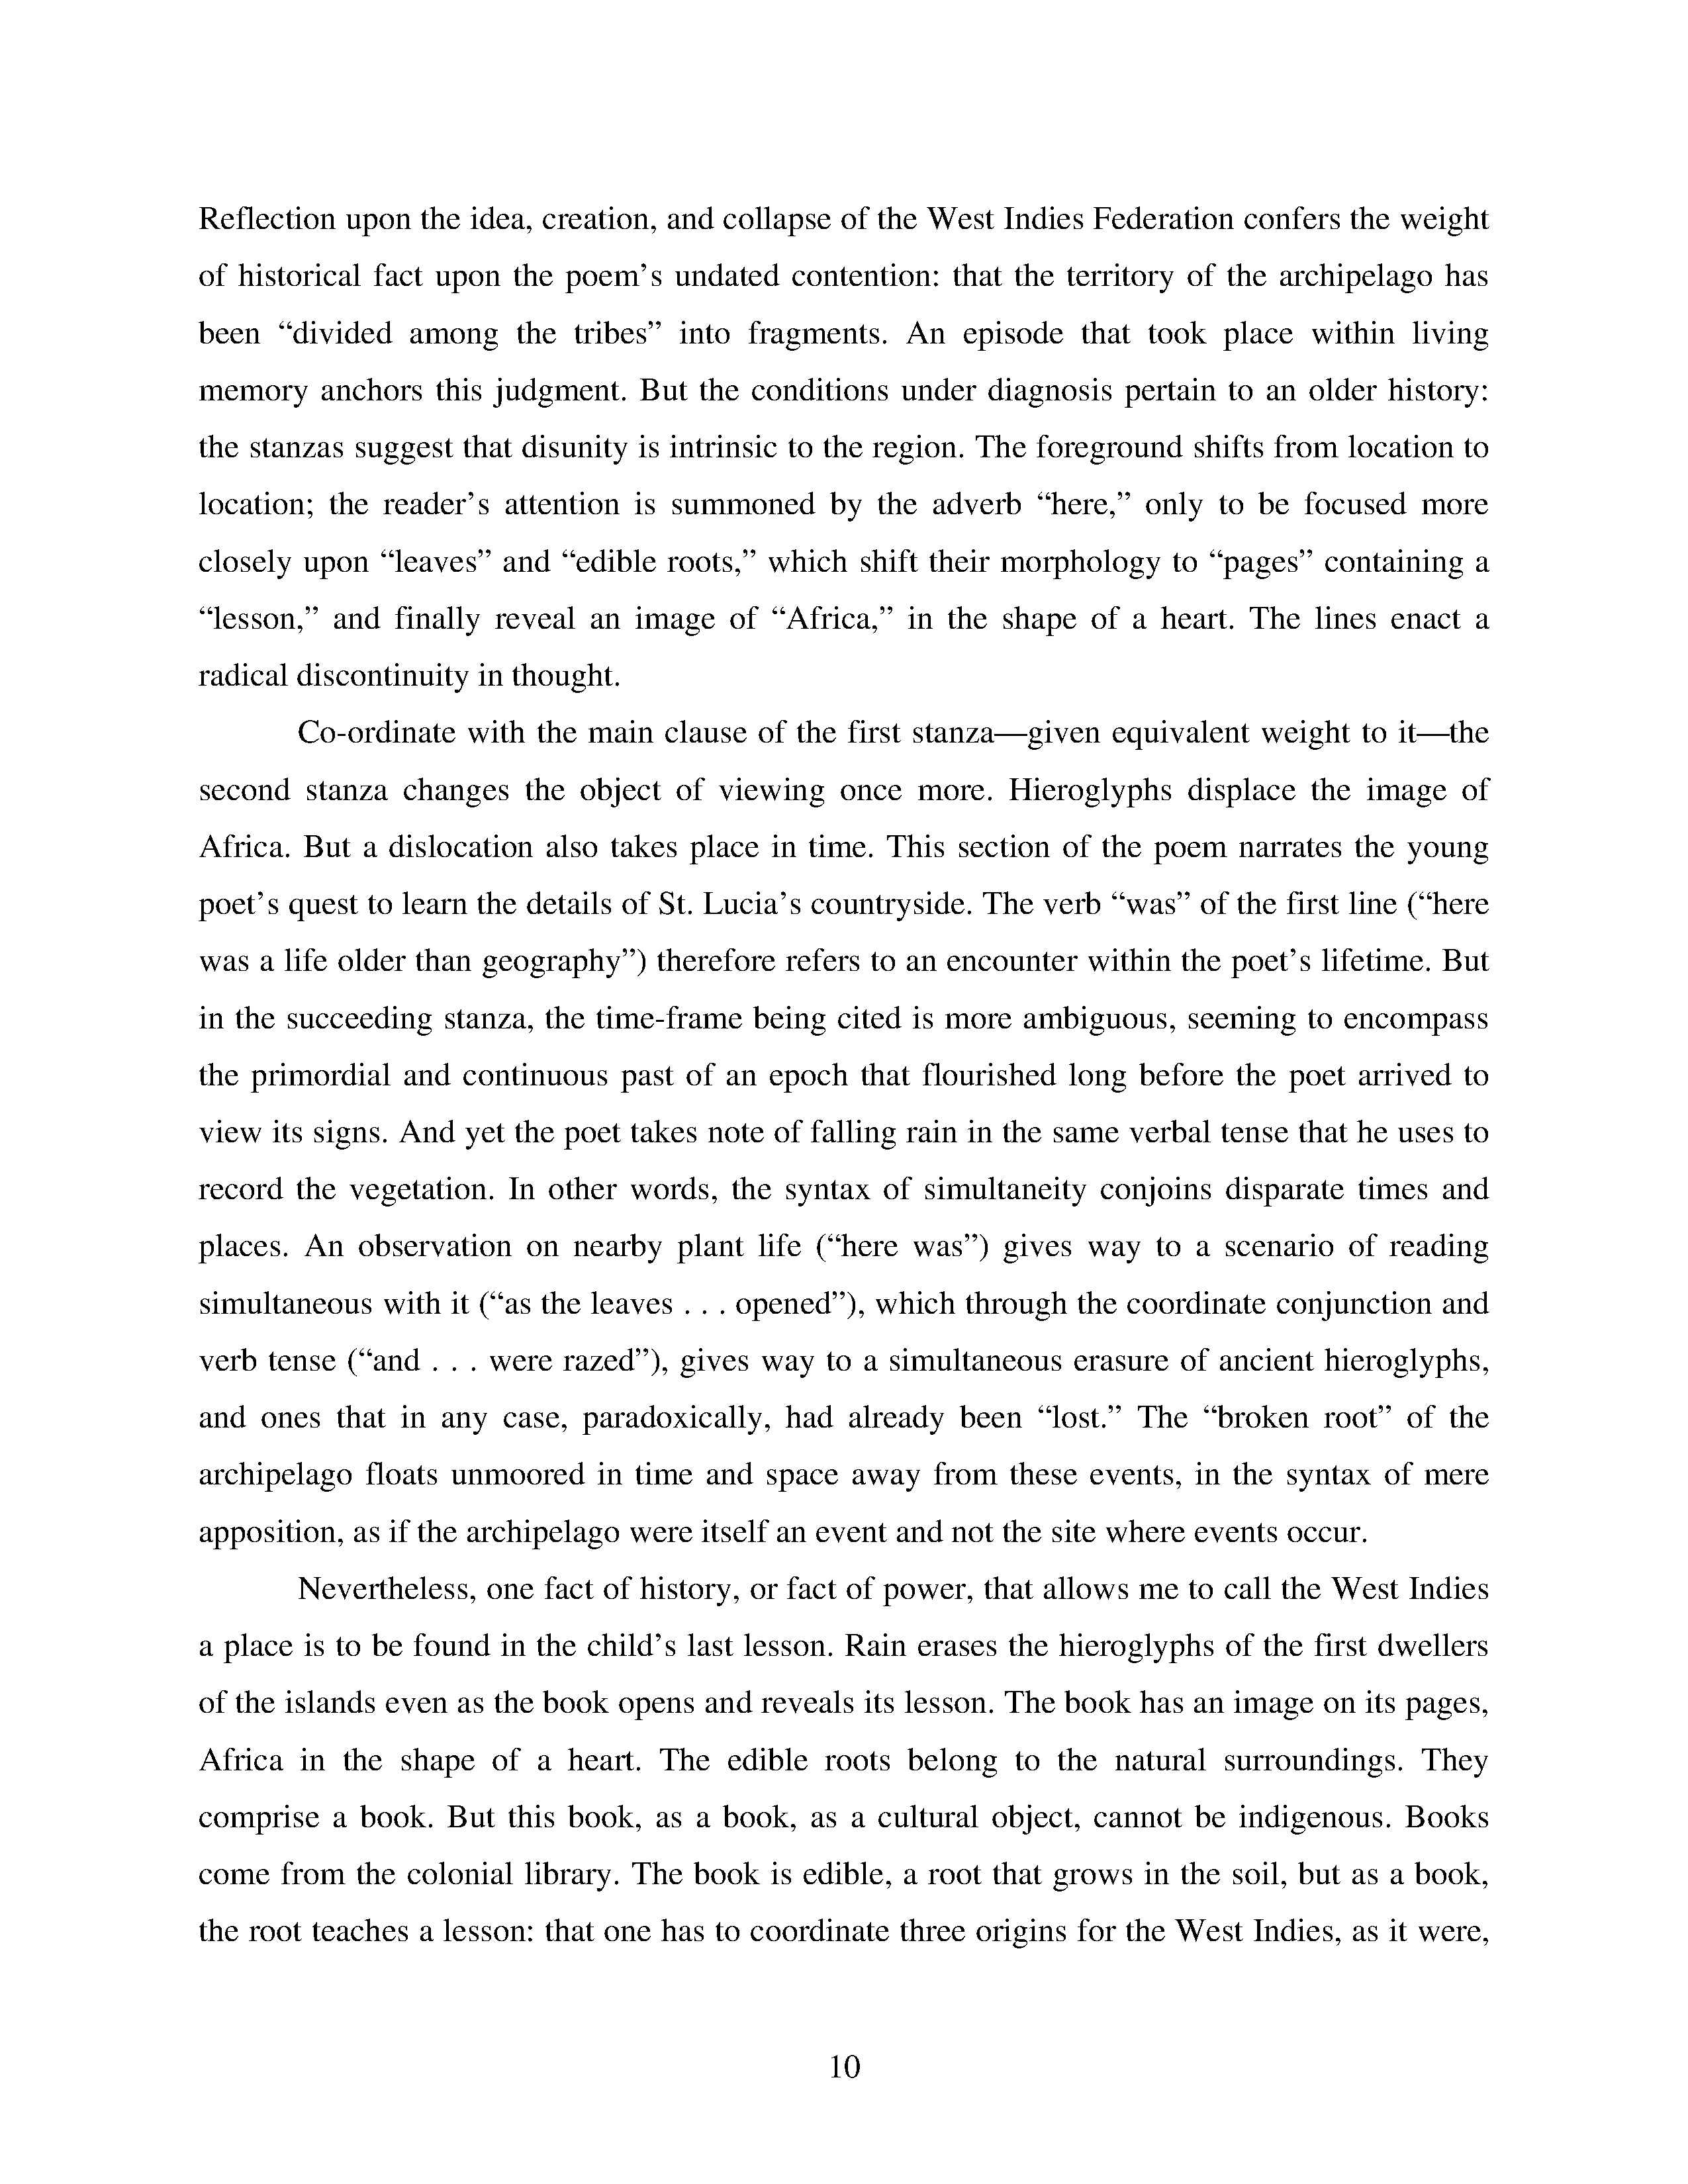 Reflection upon the idea, creation, and collapse of the West Indies Federation confers the weight
of historical fact upon the poem’s undated contention: that the territory of the archipelago has
been “divided among the tribes” into fragments. An episode that took place within living
memory anchors this judgment. But the conditions under diagnosis pertain to an older history:
the stanzas suggest that disunity is intrinsic to the region. The foreground shifts from location to
location; the reader’s attention is summoned by the adverb “here,” only to be focused more
closely upon “leaves” and “edible roots,” which shift their morphology to “pages” containing a
“lesson,” and finally reveal an image of “Africa,” in the shape of a heart. The lines enact a
radical discontinuity in thought.
Co-ordinate with the main clause of the first stanza—given equivalent weight to it—the
second stanza changes the object of viewing once more. Hieroglyphs displace the image of
Africa. But a dislocation also takes place in time. This section of the poem narrates the young
poet’s quest to learn the details of St. Lucia’s countryside. The verb “was” of the first line (“here
was a life older than geography”) therefore refers to an encounter within the poet’s lifetime. But
in the succeeding stanza, the time-frame being cited is more ambiguous, seeming to encompass
the primordial and continuous past of an epoch that flourished long before the poet arrived to
view its signs. And yet the poet takes note of falling rain in the same verbal tense that he uses to
record the vegetation. In other words, the syntax of simultaneity conjoins disparate times and
places. An observation on nearby plant life (“here was”) gives way to a scenario of reading
simultaneous with it (“as the leaves . . . opened”), which through the coordinate conjunction and
verb tense (“and . . . were razed”), gives way to a simultaneous erasure of ancient hieroglyphs,
and ones that in any case, paradoxically, had already been “lost.” The “broken root” of the
archipelago floats unmoored in time and space away from these events, in the syntax of mere
apposition, as if the archipelago were itself an event and not the site where events occur.
Nevertheless, one fact of history, or fact of power, that allows me to call the West Indies
a place is to be found in the child’s last lesson. Rain erases the hieroglyphs of the first dwellers
of the islands even as the book opens and reveals its lesson. The book has an image on its pages,
Africa in the shape of a heart. The edible roots belong to the natural surroundings. They
comprise a book. But this book, as a book, as a cultural object, cannot be indigenous. Books
come from the colonial library. The book is edible, a root that grows in the soil, but as a book,
the root teaches a lesson: that one has to coordinate three origins for the West Indies, as it were,
10